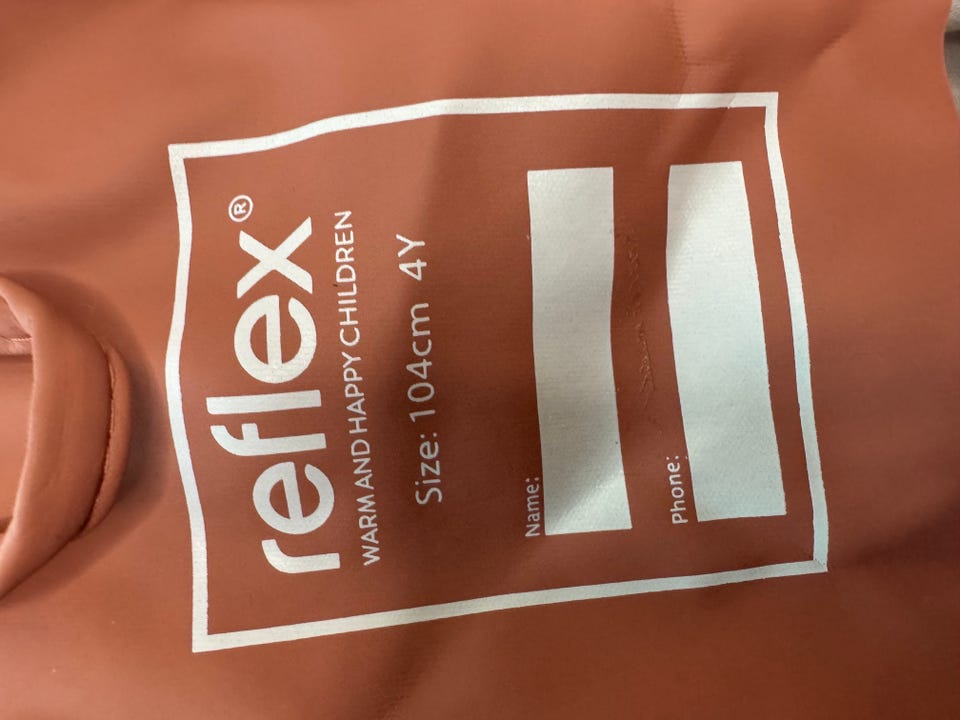 reflex®
WARM AND HAPPY CHILDREN
Size: 104cm 4Y
Name:
Phone: